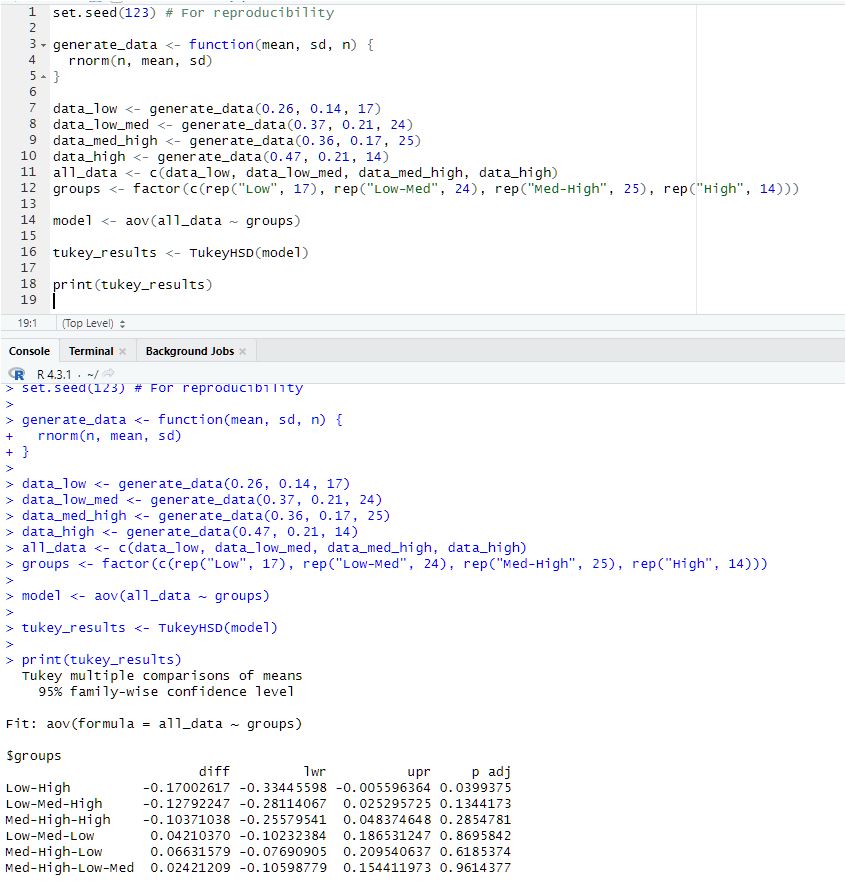 1 set.seed(123) # For reproducibility
2
3 generate_data <- function(mean, sd, n) {
4 rnorm(n, mean, sd)
5 }
6
7 data_low <- generate_data(0.26, 0.14, 17)
8 data_low_med <- generate_data(0.37, 0.21, 24)
9 data_med_high <- generate_data(0.36, 0.17, 25)
10 data_high <- generate_data(0.47, 0.21, 14)
11 all_data <- c(data_low, data_low_med, data_med_high, data_high)
12 groups <- factor(c(rep("Low", 17), rep("Low-Med", 24), rep("Med-High", 25), rep("High", 14)))
13
14 model <- aov(all_data ~ groups)
15
16 tukey_results <- TukeyHSD(model)
17
18 print(tukey_results)
19
19:1 (Top Level)
Console Terminal × Background Jobs ×
R R 4.3.1 · ~/
> set.seed(123) # For reproducibility
>
> generate_data <- function(mean, sd, n) {
+ rnorm(n, mean, sd)
+ }
>
> data_low <- generate_data(0.26, 0.14, 17)
> data_low_med <- generate_data(0.37, 0.21, 24)
> data_med_high <- generate_data(0.36, 0.17, 25)
> data_high <- generate_data(0.47, 0.21, 14)
> all_data <- c(data_low, data_low_med, data_med_high, data_high)
> groups <- factor(c(rep("Low", 17), rep("Low-Med", 24), rep("Med-High", 25), rep("High", 14)))
>
> model <- aov(all_data ~ groups)
>
> tukey_results <- TukeyHSD(model)
>
> print(tukey_results)
Tukey multiple comparisons of means
95% family-wise confidence level
Fit: aov(formula = all_data ~ groups)
$groups
diff lwr upr p adj
Low-High -0.17002617 -0.33445598 -0.005596364 0.0399375
Low-Med-High -0.12792247 -0.28114067 0.025295725 0.1344173
Med-High-High -0.10371038 -0.25579541 0.048374648 0.2854781
Low-Med-Low 0.04210370 -0.10232384 0.186531247 0.8695842
Med-High-Low 0.06631579 -0.07690905 0.209540637 0.6185374
Med-High-Low-Med 0.02421209 -0.10598779 0.154411973 0.9614377